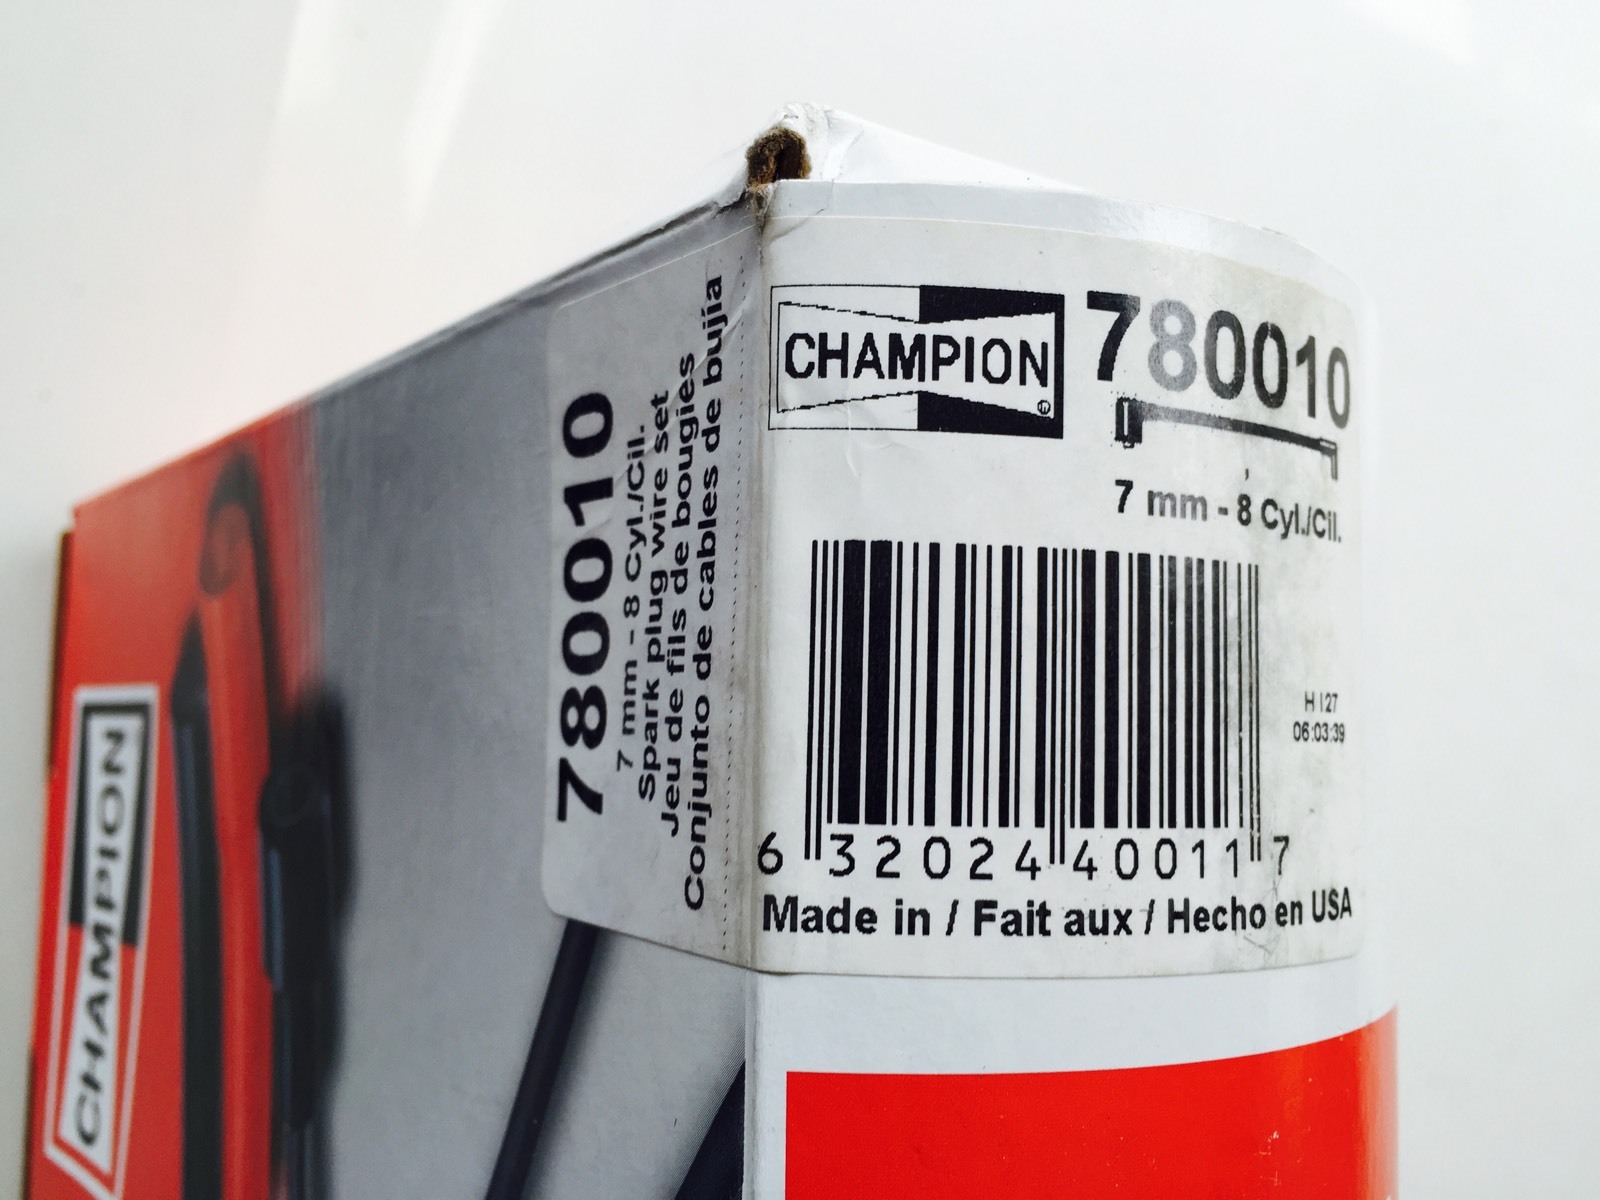 CHAMPION
780010
7 mm - 8 Cyl./Cil.
Spark plug wire set
Jeu de fils de bougies
Conjunto de cables de bujía
CHAMPION
780010
7 mm - 8 Cyl./Cil.
H I 27
06:03:39
6 32024 40011 7
Made in / Fait aux / Hecho en USA